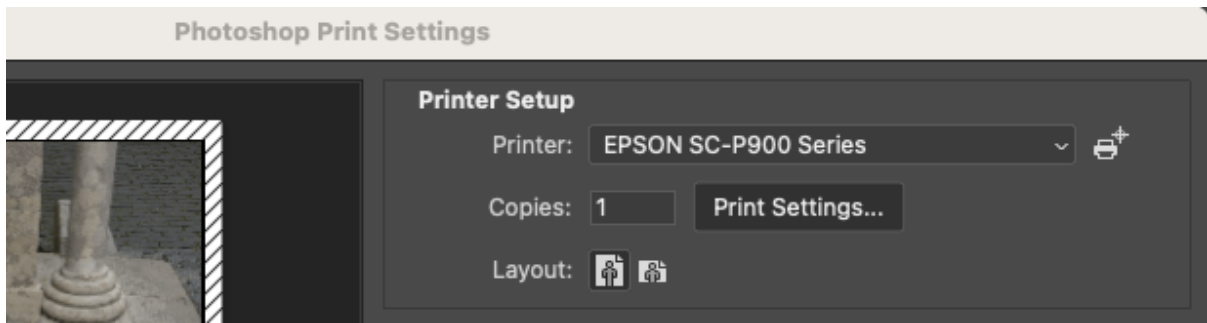 Photoshop Print Settings
Printer Setup
Printer: EPSON SC-P900 Series
Copies: 1 Print Settings...
Layout: